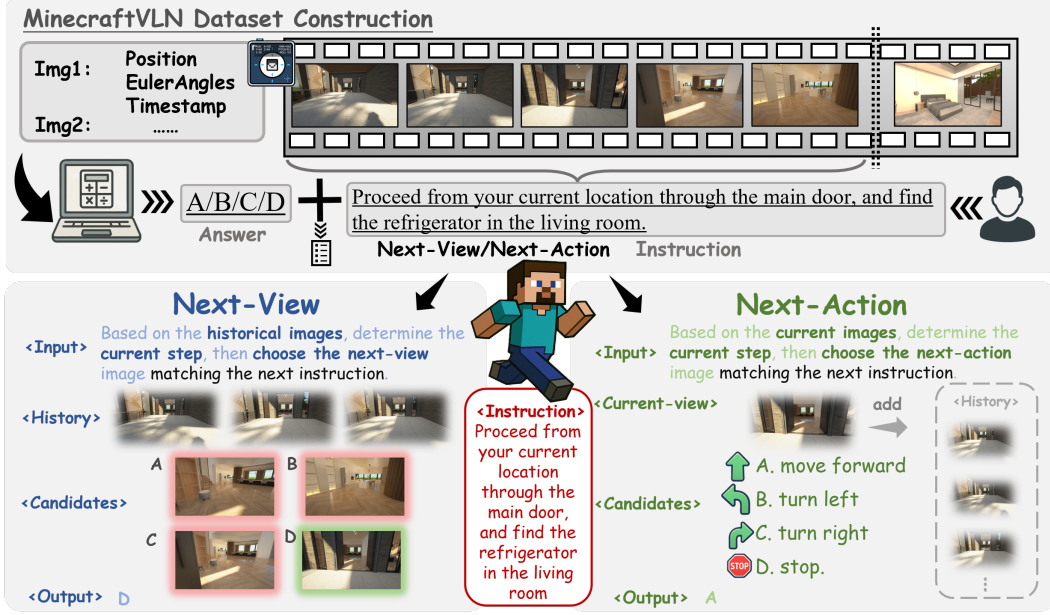 MinecraftVLN Dataset Construction
Img1: Position
EulerAngles
Timestamp
Img2: ......
A/B/C/D
Answer
Proceed from your current location through the main door, and find
the refrigerator in the living room.
Next-View/Next-Action Instruction
Next-View
<Input>
Based on the historical images, determine the
current step, then choose the next-view
image matching the next instruction.
<History>
<Candidates>
A
B
C
D
<Output> D
<Instruction>
Proceed from
your current
location
through the
main door,
and find the
refrigerator
in the living
room
Next-Action
<Input>
Based on the current images, determine the
current step, then choose the next-action
image matching the next instruction.
<Current-view>
add
<History>
<Candidates>
A. move forward
B. turn left
C. turn right
STOP
D. stop.
<Output> A